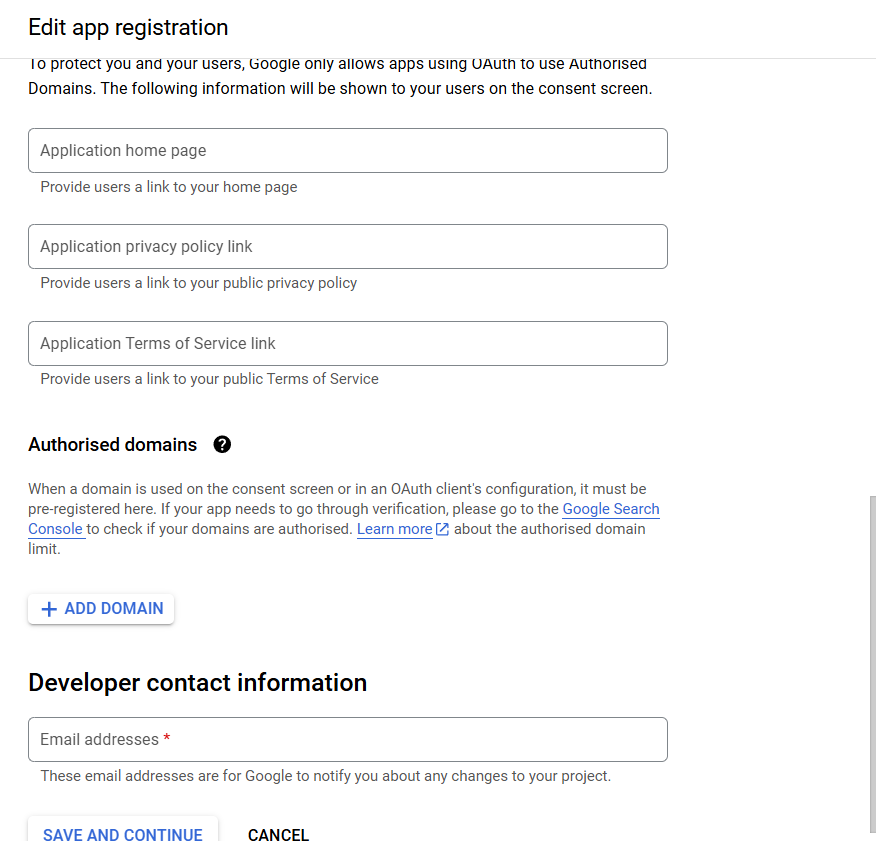 Edit app registration
To protect you and your users, Google only allows apps using OAuth to use Authorised
Domains. The following information will be shown to your users on the consent screen.
Application home page
Provide users a link to your home page
Application privacy policy link
Provide users a link to your public privacy policy
Application Terms of Service link
Provide users a link to your public Terms of Service
Authorised domains ?
When a domain is used on the consent screen or in an OAuth client's configuration, it must be
pre-registered here. If your app needs to go through verification, please go to the Google Search
Console to check if your domains are authorised. Learn more about the authorised domain
limit.
+ ADD DOMAIN
Developer contact information
Email addresses *
These email addresses are for Google to notify you about any changes to your project.
SAVE AND CONTINUE CANCEL